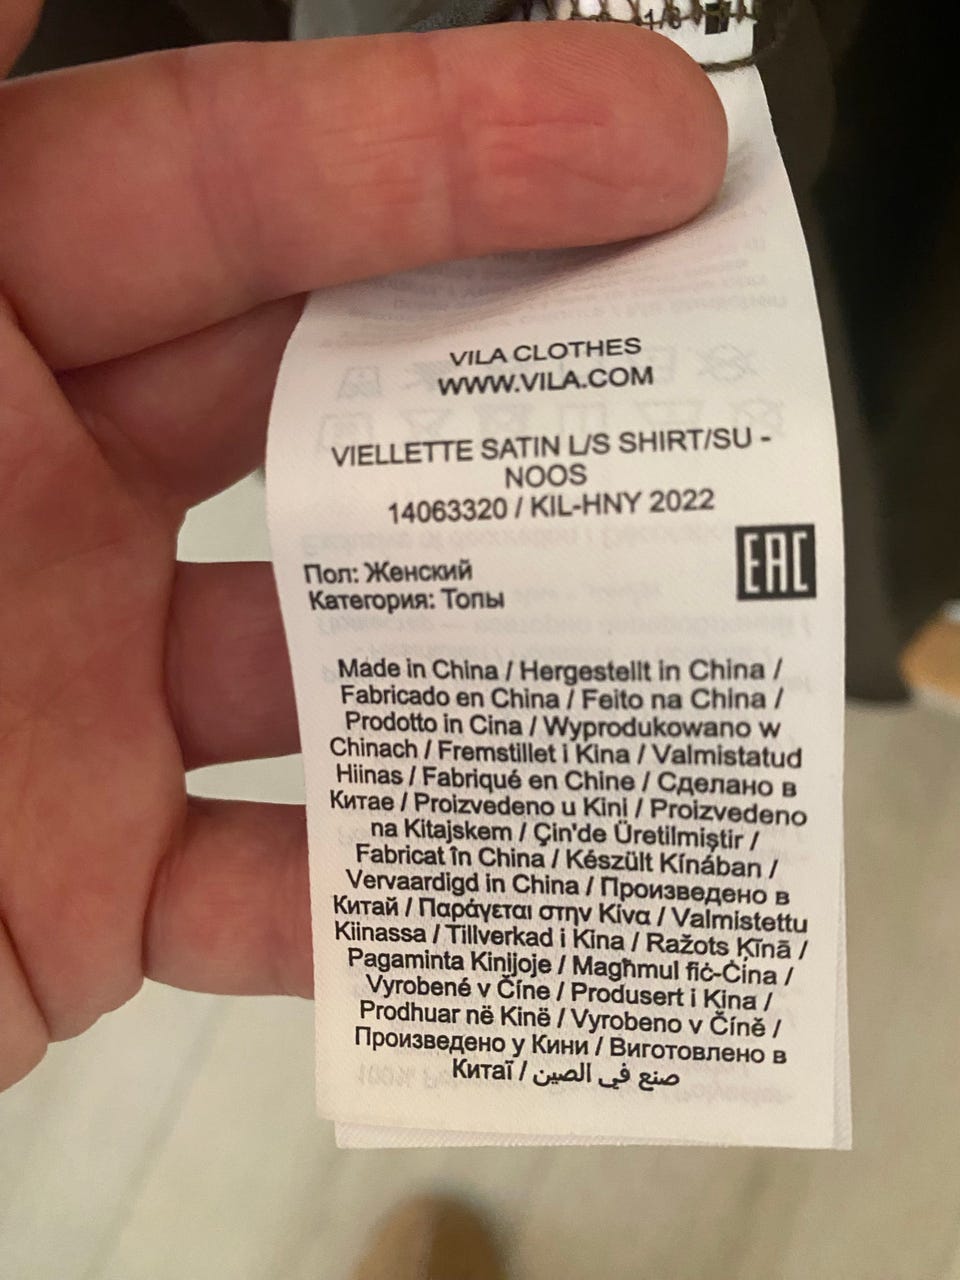 VILA CLOTHES
WWW.VILA.COM
VIELLETTE SATIN L/S SHIRT/SU -
NOOS
14063320 / KIL-HNY 2022
EAC
Пол: Женский
Категория: Топы
Made in China / Hergestellt in China /
Fabricado en China / Feito na China /
Prodotto in Cina / Wyprodukowano w
Chinach / Fremstillet i Kina / Valmistatud
Hiinas / Fabriqué en Chine / Сделано в
Китае / Proizvedeno u Kini / Proizvedeno
na Kitajskem / Çin'de Üretilmiştir /
Fabricat în China / Készült Kínában /
Vervaardigd in China / Произведено в
Китай / Παράγεται στην Κίνα / Valmistettu
Kiinassa / Tillverkad i Kina / Ražots Ķīnā /
Pagaminta Kinijoje / Magħmul fiċ-Ċina /
Vyrobené v Číne / Produsert i Kina /
Prodhuar në Kinë / Vyrobeno v Číně /
Произведено у Кини / Виготовлено в
Китаї / صنع في الصين